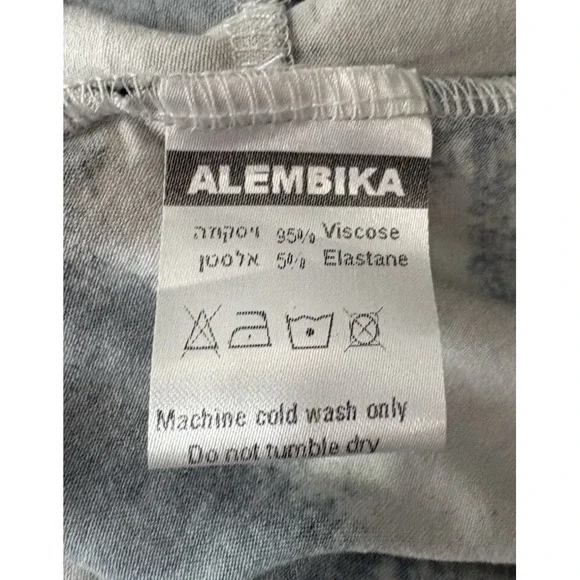 ALEMBIKA
ויסקוזה 95% Viscose
אלסטן 5% Elastane
Machine cold wash only
Do not tumble dry